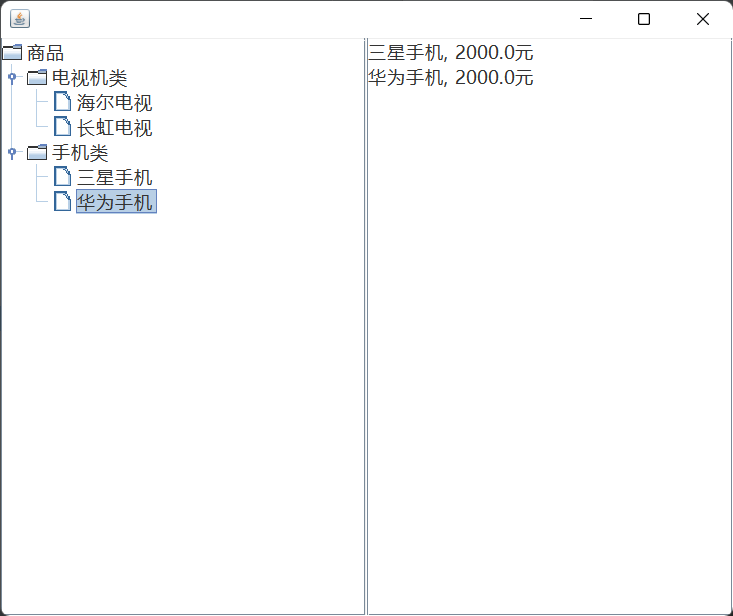 商品
电视机类
海尔电视
长虹电视
手机类
三星手机
华为手机
三星手机, 2000.0元
华为手机, 2000.0元